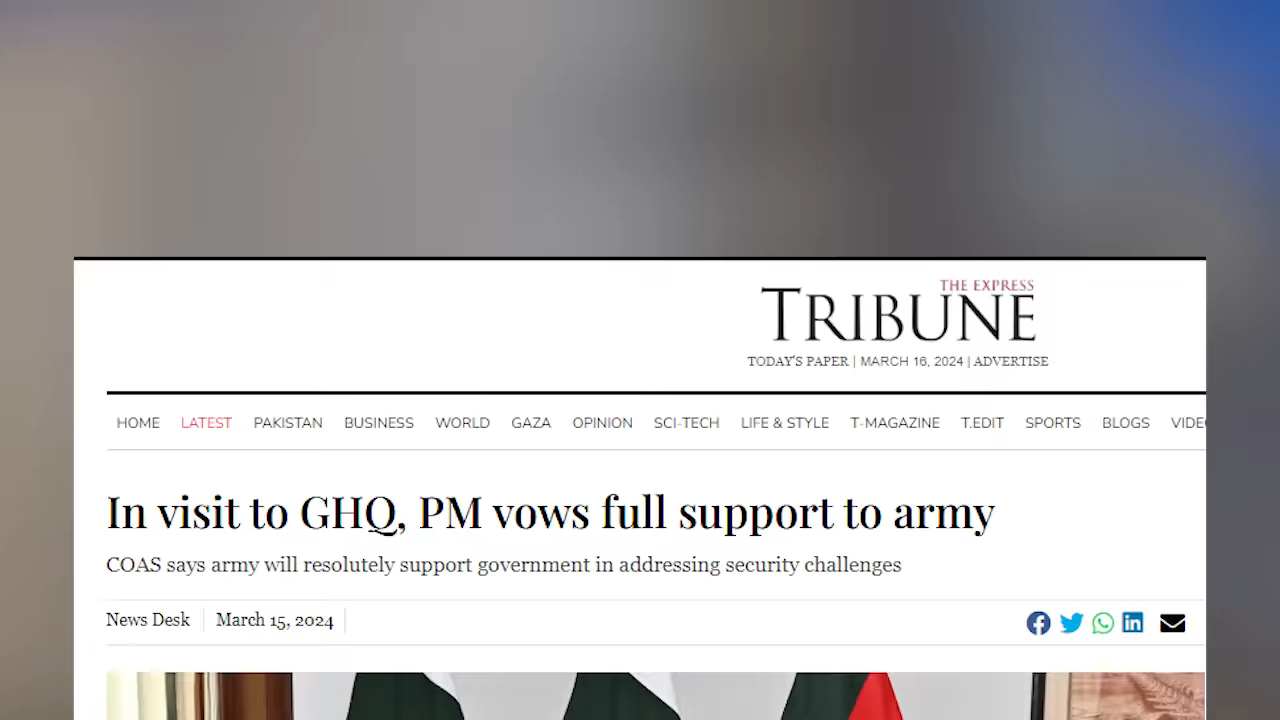 THE EXPRESS
TRIBUNE
TODAY'S PAPER | MARCH 16, 2024 | ADVERTISE
HOME LATEST PAKISTAN BUSINESS WORLD GAZA OPINION SCI-TECH LIFE & STYLE T-MAGAZINE T.EDIT SPORTS BLOGS
In visit to GHQ, PM vows full support to army
COAS says army will resolutely support government in addressing security challenges
News Desk March 15, 2024